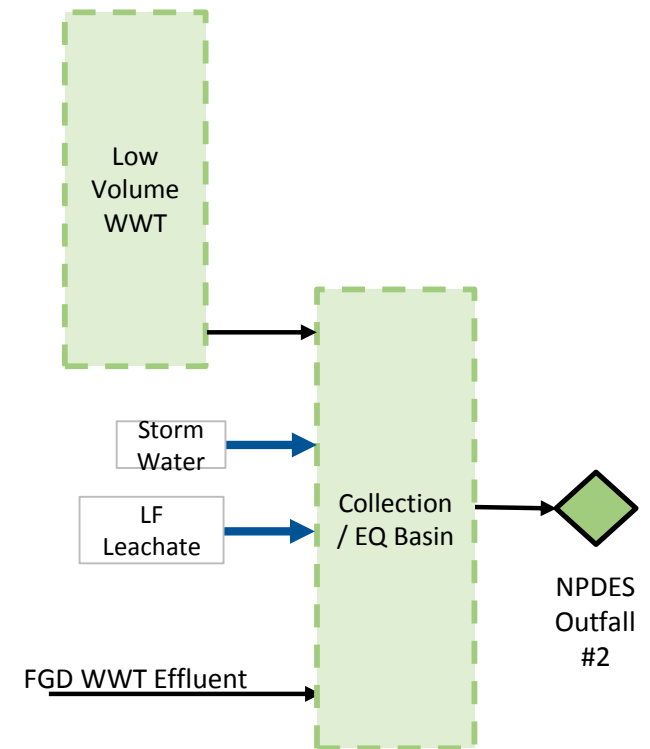 Low
Volume
WWT
Storm
Water
LF
Leachate
FGD WWT Effluent
Collection
/ EQ Basin
NPDES
Outfall
#2